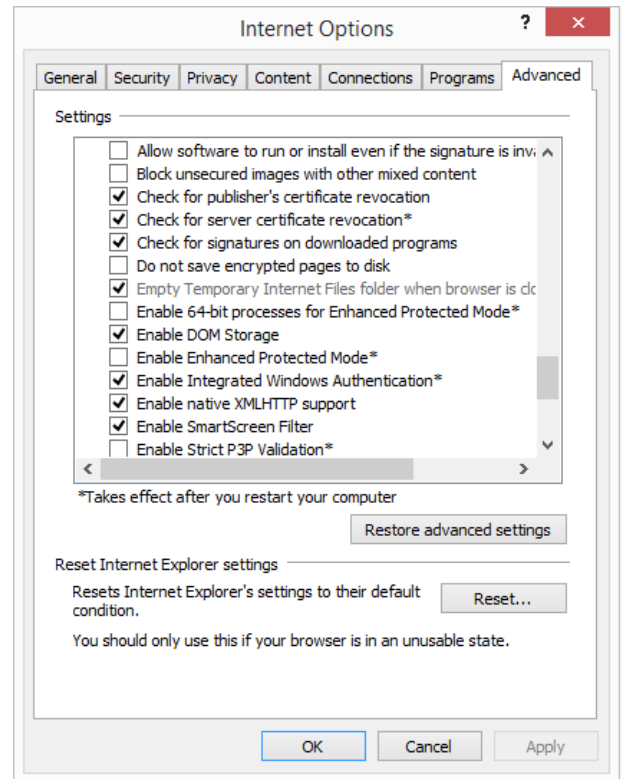 Internet Options
?
×
General Security Privacy Content Connections Programs Advanced
Settings
Allow software to run or install even if the signature is inva
Block unsecured images with other mixed content
Check for publisher's certificate revocation
Check for server certificate revocation*
Check for signatures on downloaded programs
Do not save encrypted pages to disk
Empty Temporary Internet Files folder when browser is clo
Enable 64-bit processes for Enhanced Protected Mode*
Enable DOM Storage
Enable Enhanced Protected Mode*
Enable Integrated Windows Authentication*
Enable native XMLHTTP support
Enable SmartScreen Filter
Enable Strict P3P Validation*
*Takes effect after you restart your computer
Restore advanced settings
Reset Internet Explorer settings
Resets Internet Explorer's settings to their default
condition.
Reset...
You should only use this if your browser is in an unusable state.
OK Cancel Apply